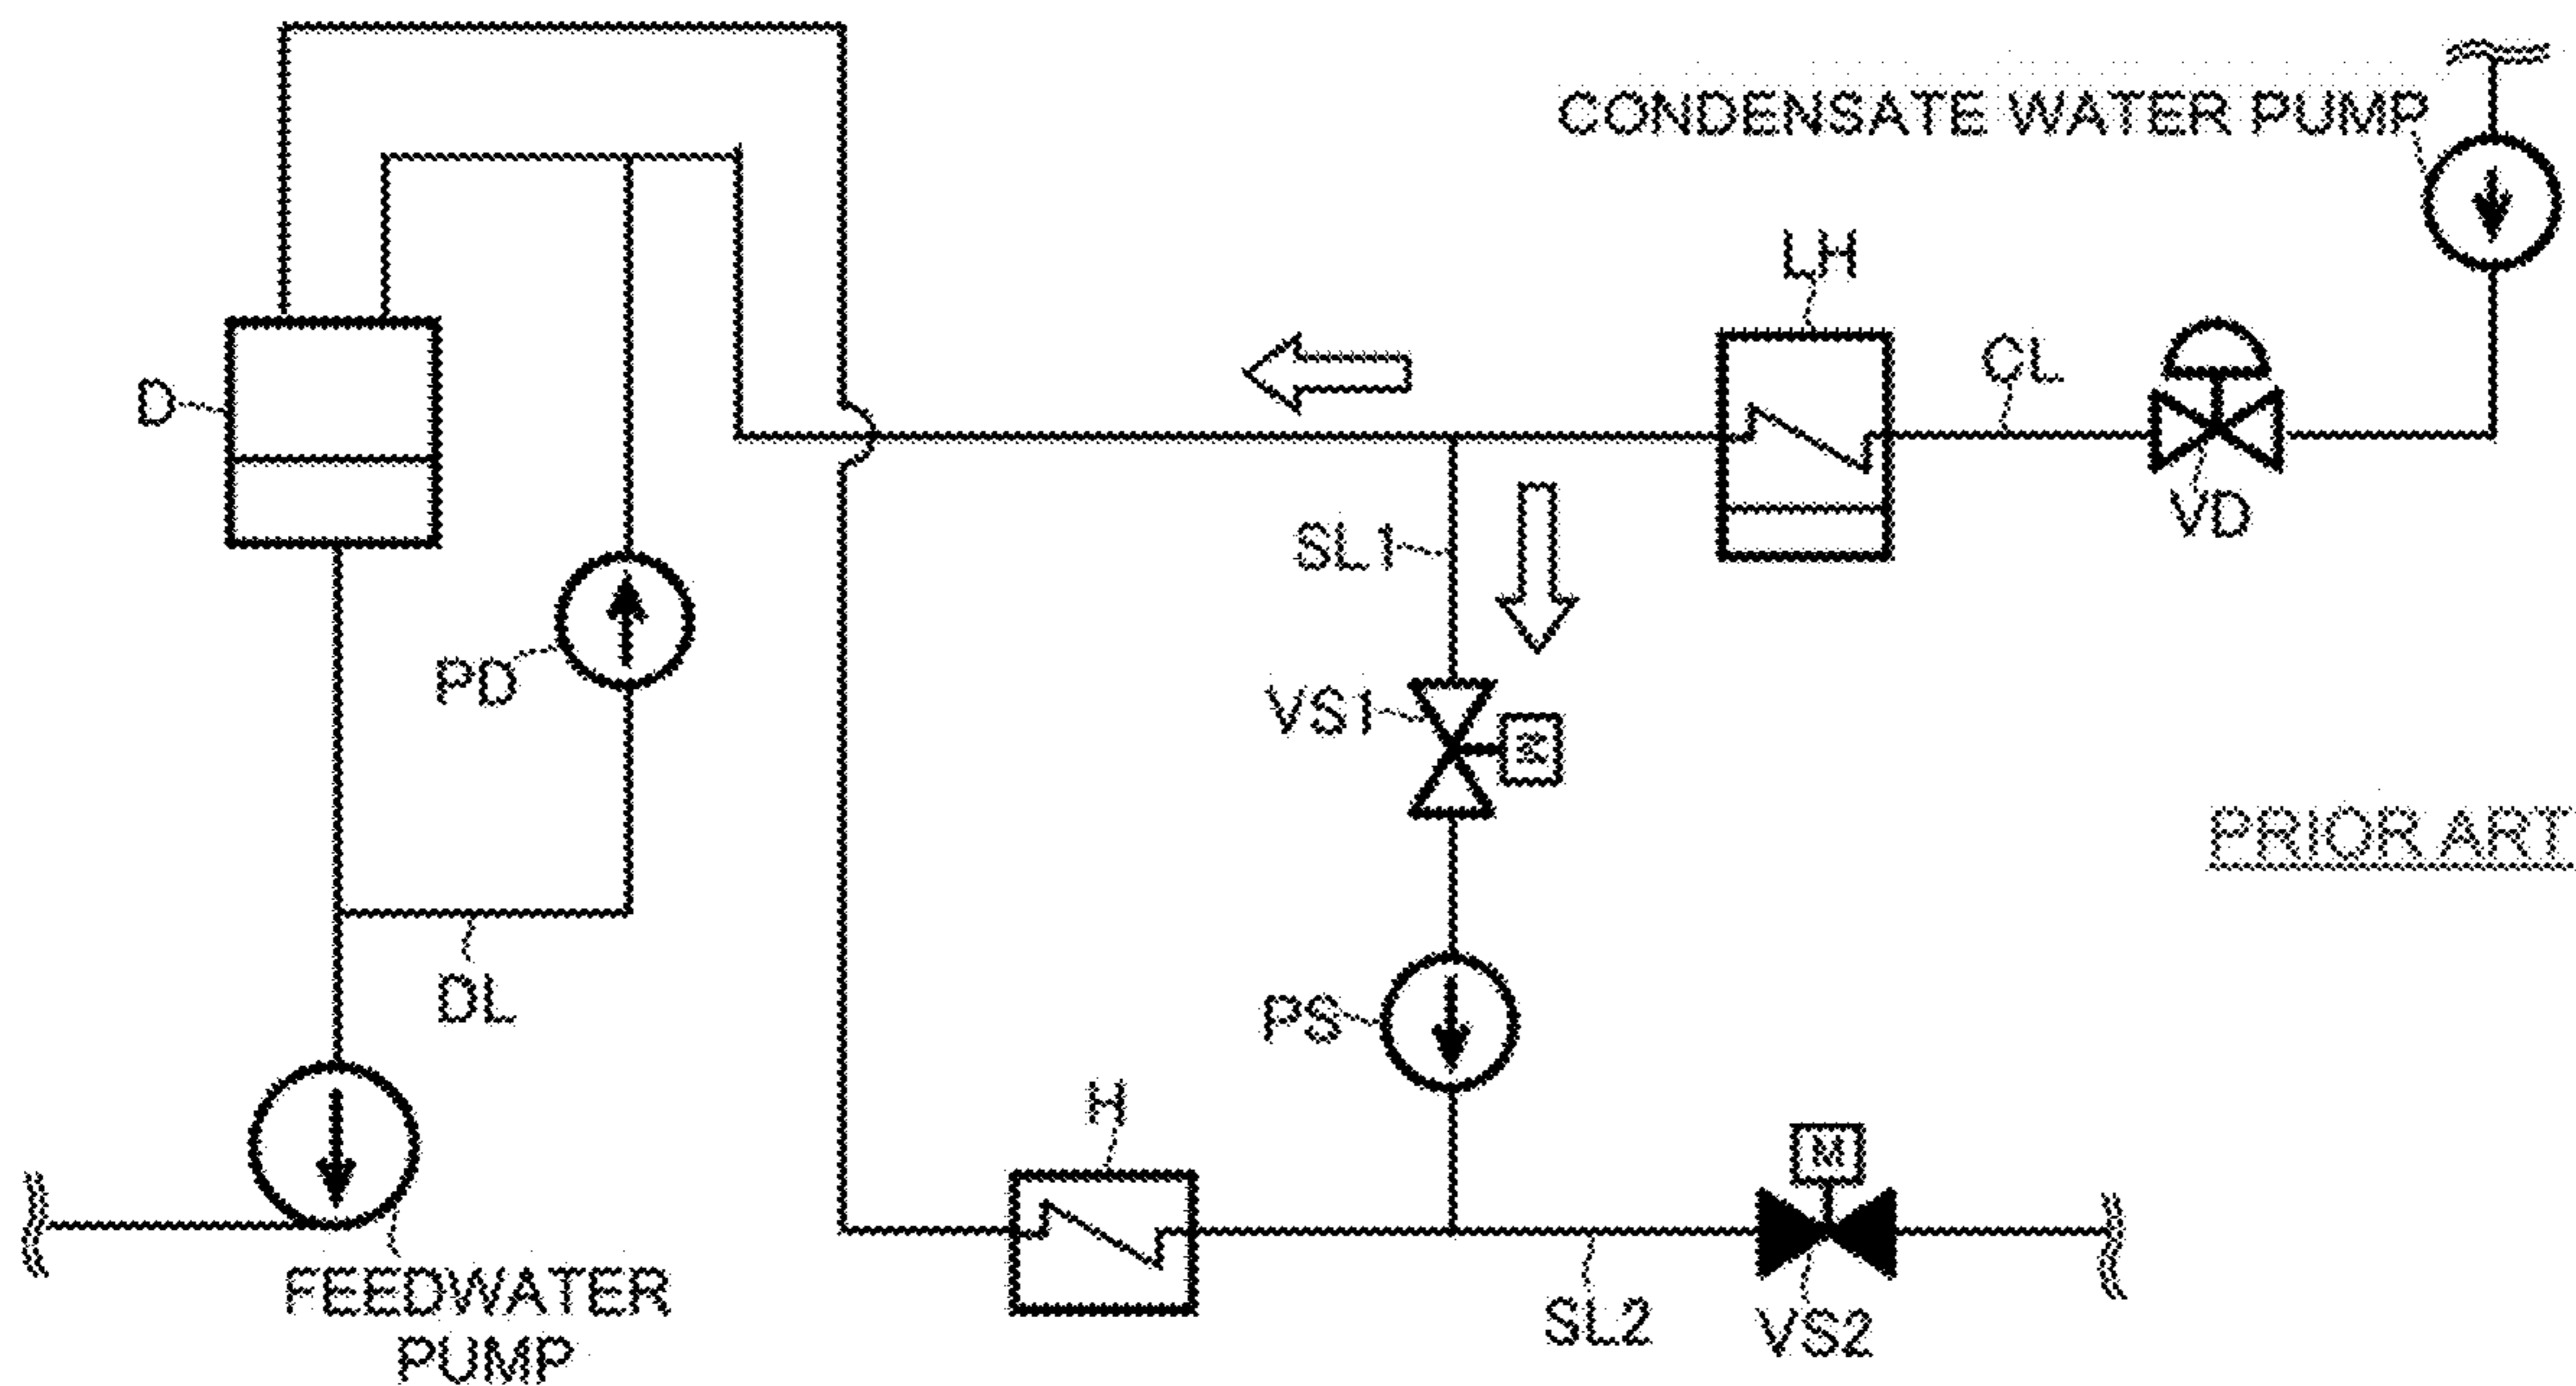 CONDENSATE WATER PUMP
LH
CL
D
VD
SL1
PD
VS1
M
PRIOR ART
DL
PS
H
M
FEEDWATER
PUMP
SL2
VS2